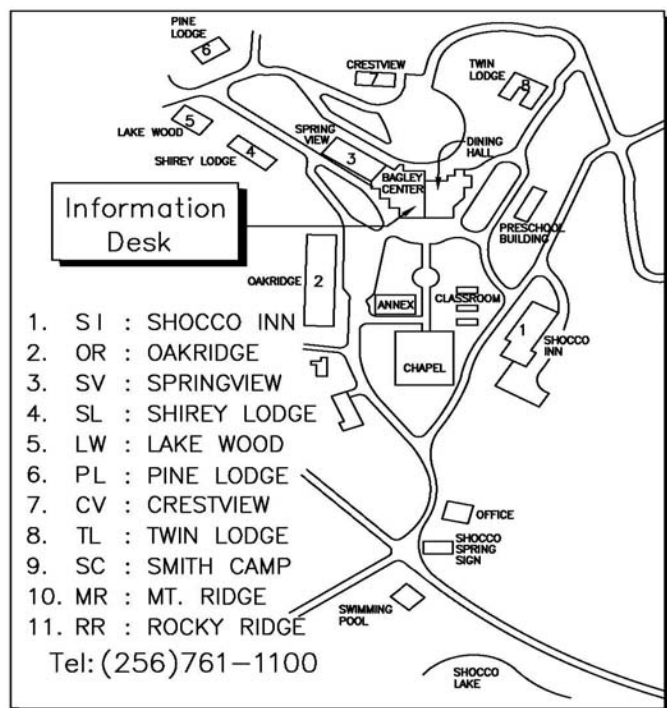 PINE
LODGE
6
CRESTVIEW
7
TWIN
LODGE
8
5
LAKE WOOD
SPRING
VIEW
3
4
SHIREY LODGE
DINING
HALL
BAGLEY
CENTER
Information
Desk
PRESCHOOL
BUILDING
OAKRIDGE
2
ANNEX
CLASSROOM
1
SHOCCO
INN
CHAPEL
1. SI : SHOCCO INN
2. OR : OAKRIDGE
3. SV : SPRINGVIEW
4. SL : SHIREY LODGE
5. LW : LAKE WOOD
6. PL : PINE LODGE
7. CV : CRESTVIEW
8. TL : TWIN LODGE
9. SC : SMITH CAMP
10. MR : MT. RIDGE
11. RR : ROCKY RIDGE
Tel:(256)761-1100
OFFICE
SHOCCO
SPRING
SIGN
SWIMMING
POOL
SHOCCO
LAKE